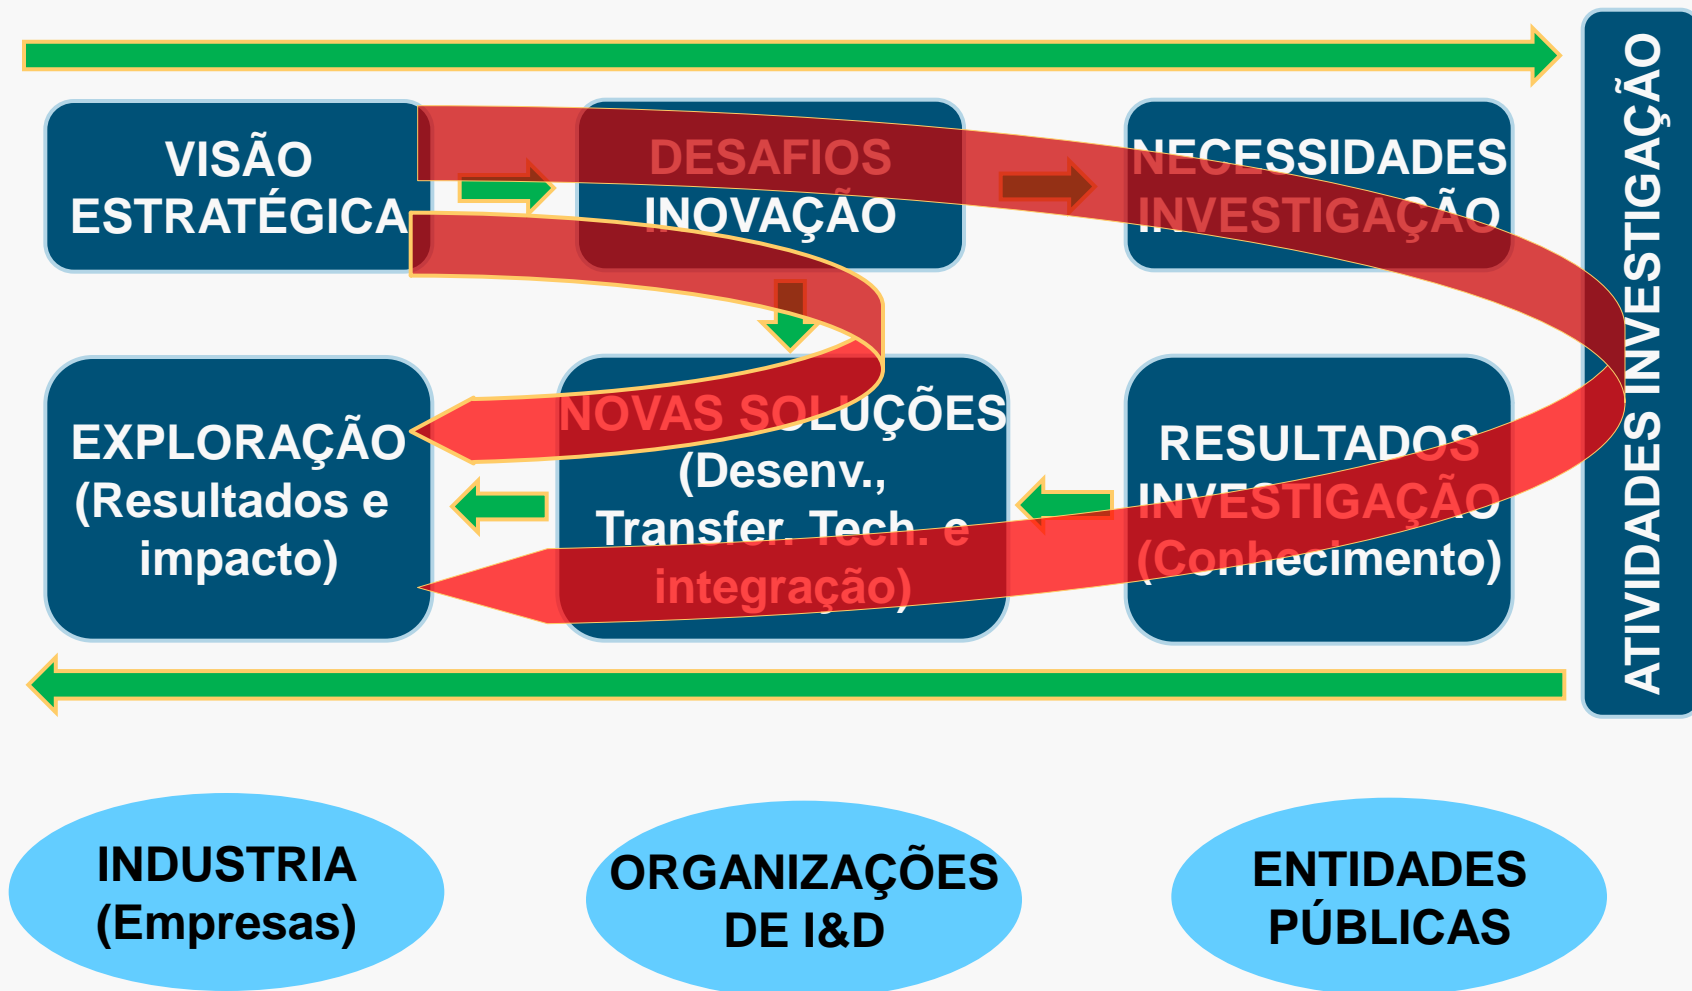 VISÃO
ESTRATÉGICA
DESAFIOS
INOVAÇÃO
NECESSIDADES
INVESTIGAÇÃO
EXPLORAÇÃO
(Resultados e
impacto)
NOVAS SOLUÇÕES
(Desenv.,
Transfer. Tech. e
integração)
RESULTADOS
INVESTIGAÇÃO
(Conhecimento)
ATIVIDADES INVESTIGAÇÃO
INDUSTRIA
(Empresas)
ORGANIZAÇÕES
DE I&D
ENTIDADES
PÚBLICAS